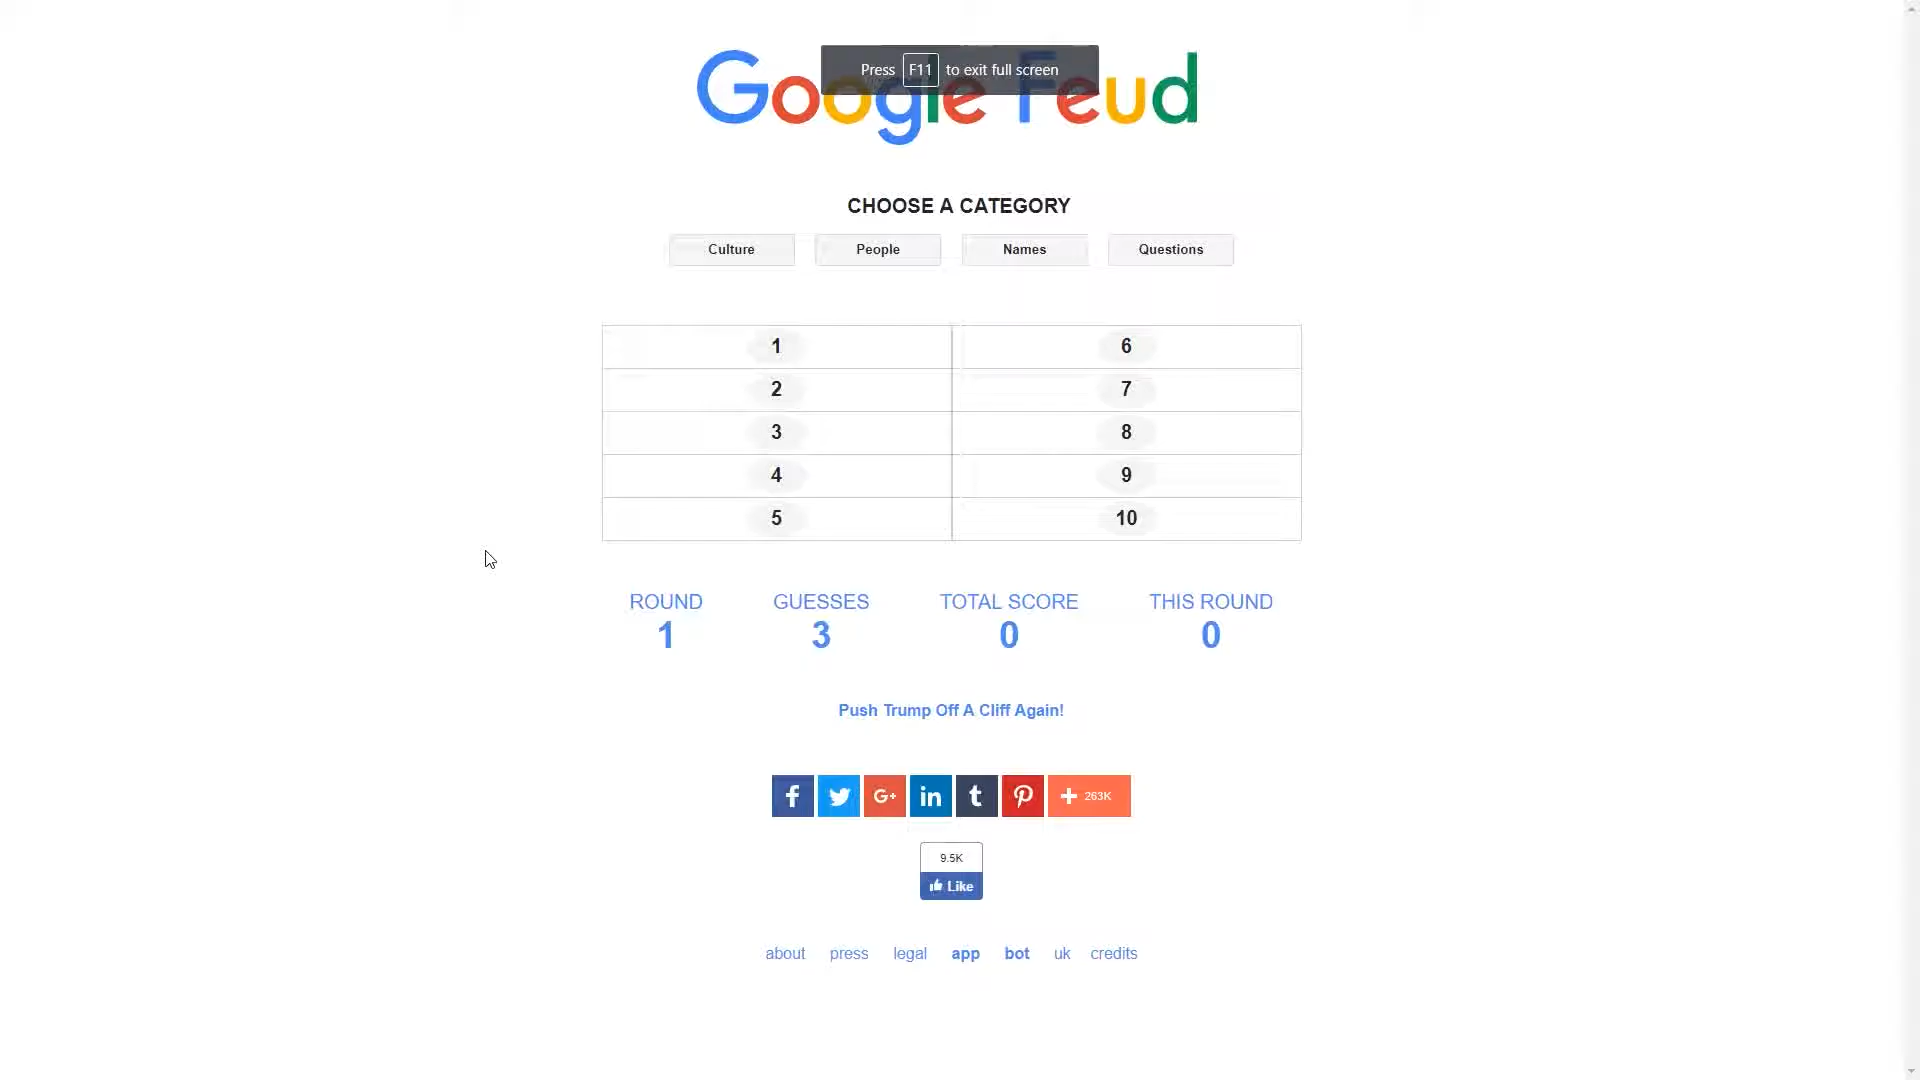 Google Feud
Press F11 to exit full screen
CHOOSE A CATEGORY
Culture People Names Questions
1 6
2 7
3 8
4 9
5 10
ROUND GUESSES TOTAL SCORE THIS ROUND
1 3 0 0
Push Trump Off A Cliff Again!
f G+ in t + 263K
9.5K
Like
about press legal app bot uk credits